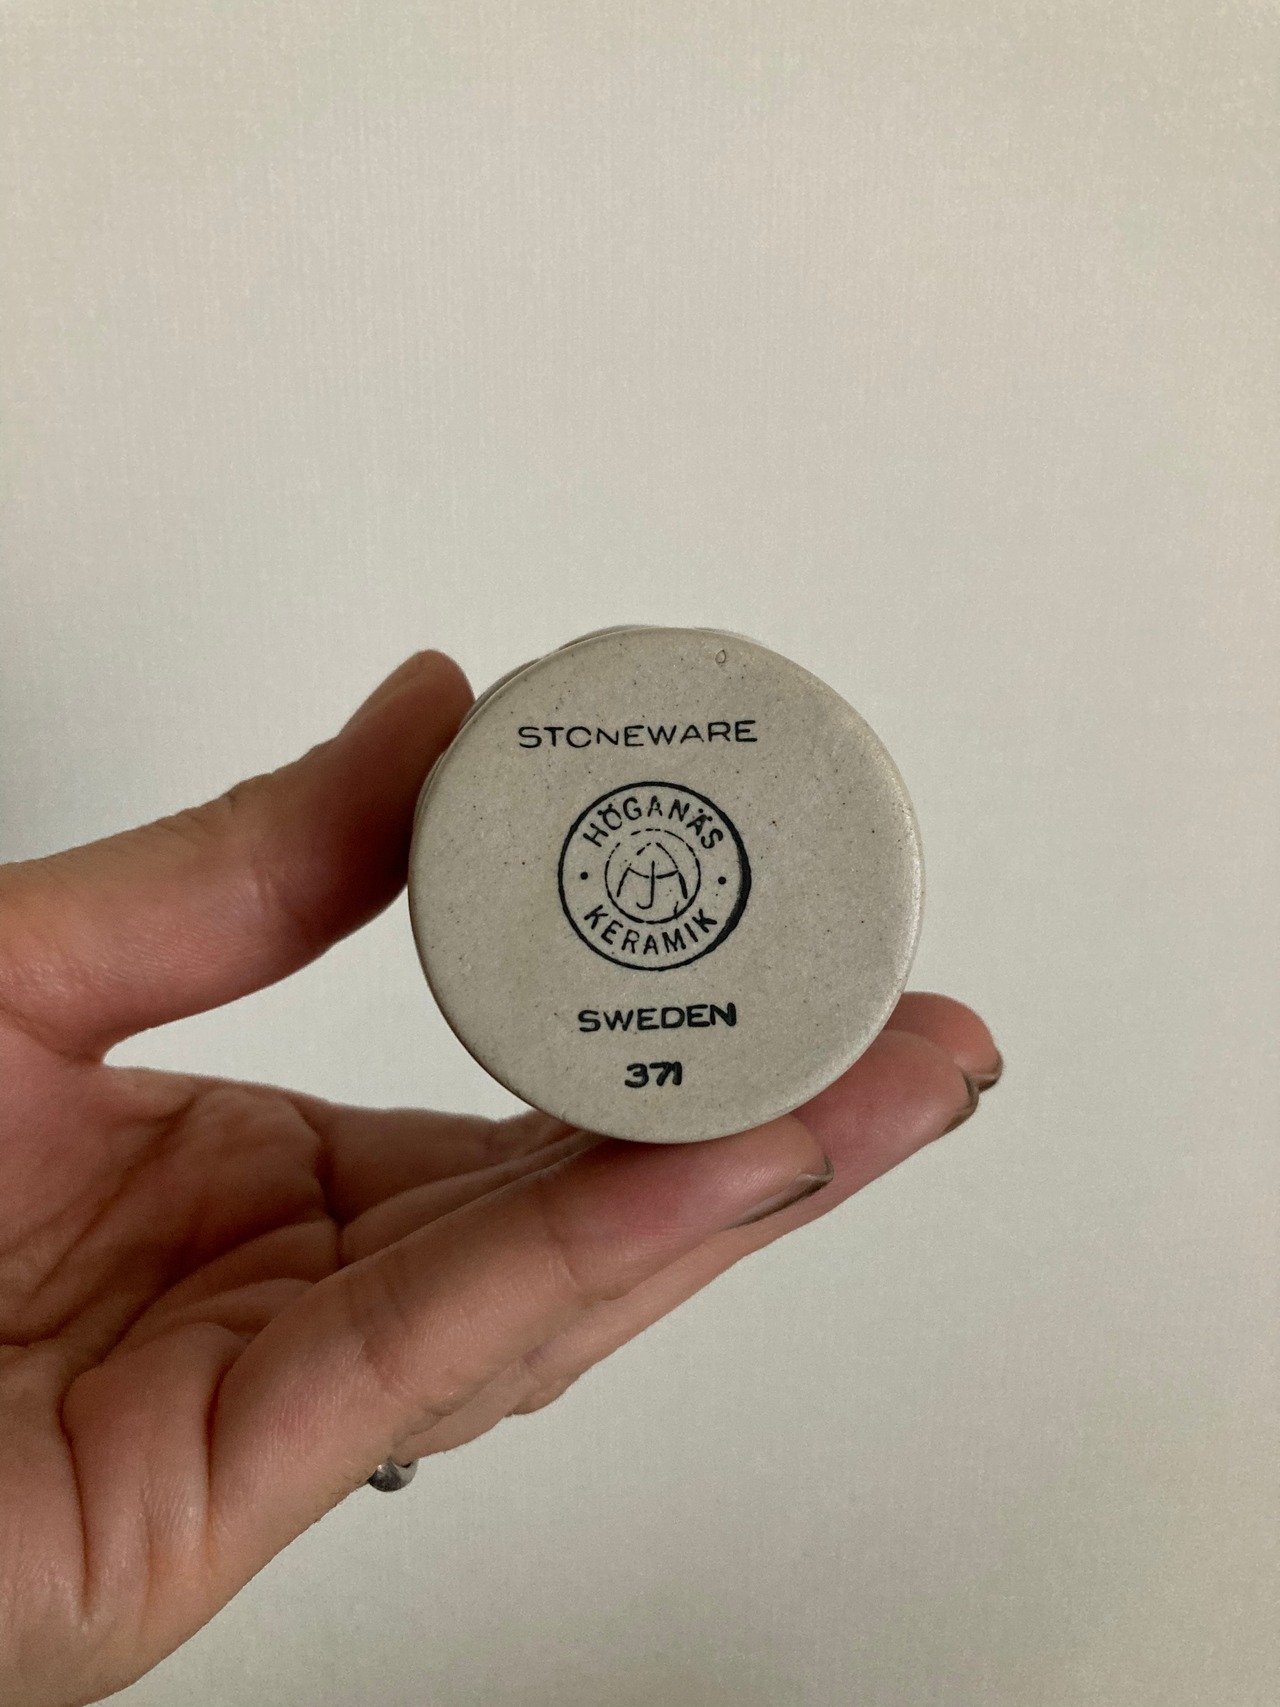 STONEWARE
HÖGANÄS
KERAMIK
SWEDEN
371